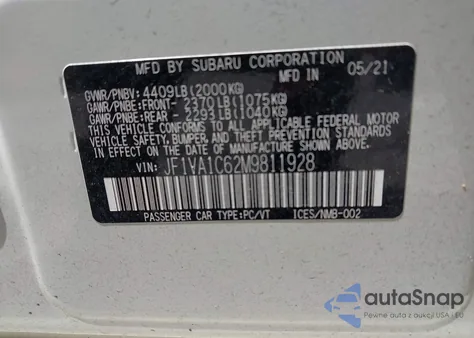 MFD BY SUBARU CORPORATION 05/21
GVWR/PNBV: 4409LB(2000KG)
GAWR/PNBE:FRONT- 2370LB(1075KG)
GAWR/PNBE:REAR - 2293LB(1040KG)
THIS VEHICLE CONFORMS TO ALL APPLICABLE FEDERAL MOTOR
VEHICLE SAFETY, BUMPER, AND THEFT PREVENTION STANDARDS
IN EFFECT ON THE DATE OF MANUFACTURE SHOWN ABOVE.
VIN: JF1VA1C62M9811928
PASSENGER CAR TYPE:PC/VT ICES/NMB-002
autoSnap
Pewne auta z aukcji USA i EU